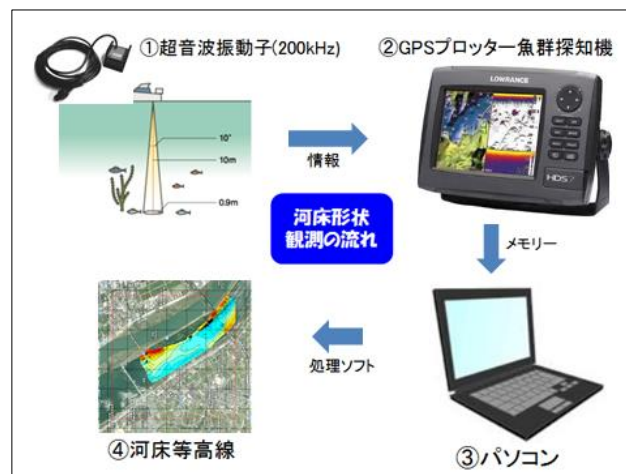 ①超音波振動子(200kHz)
②GPSプロッター魚群探知機
LOWRANCE
10°
10m
0.9m
情報
HDS7
河床形状
観測の流れ
メモリー
処理ソフト
④河床等高線
③パソコン